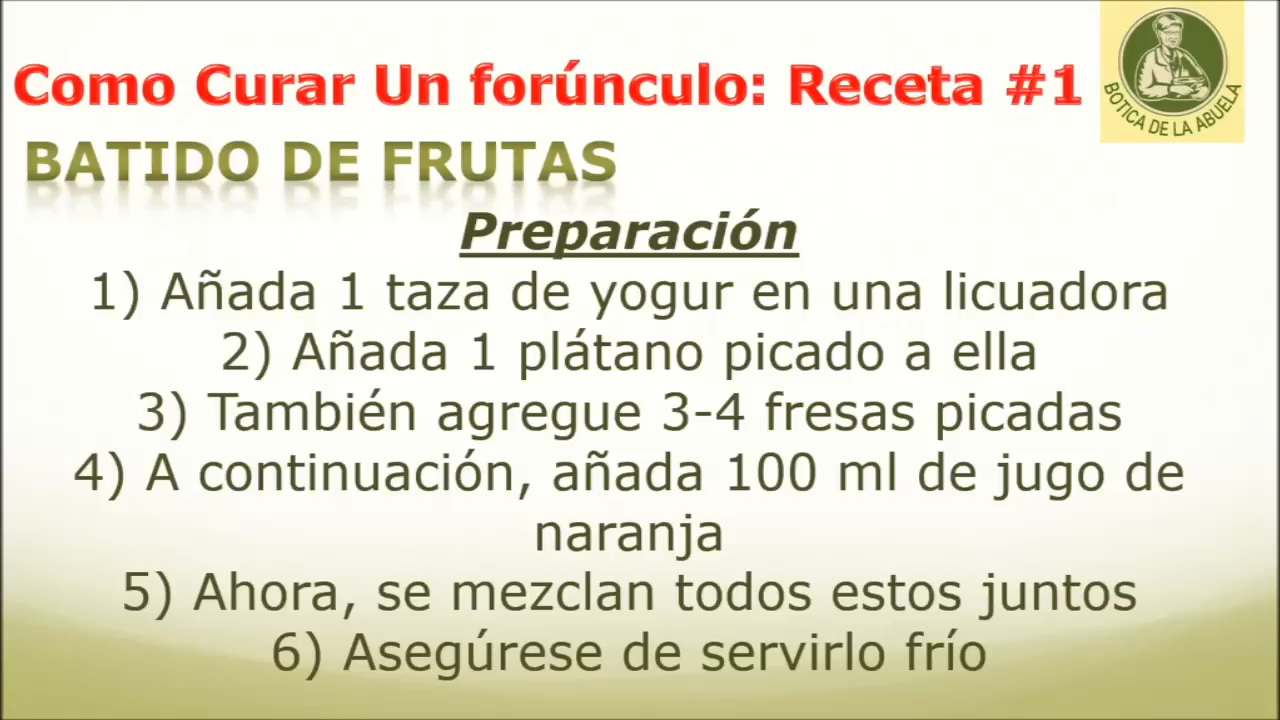 Como Curar Un forúnculo: Receta #1
BOTICA DE LA ABUELA
BATIDO DE FRUTAS
Preparación
1) Añada 1 taza de yogur en una licuadora
2) Añada 1 plátano picado a ella
3) También agregue 3-4 fresas picadas
4) A continuación, añada 100 ml de jugo de
naranja
5) Ahora, se mezclan todos estos juntos
6) Asegúrese de servirlo frío